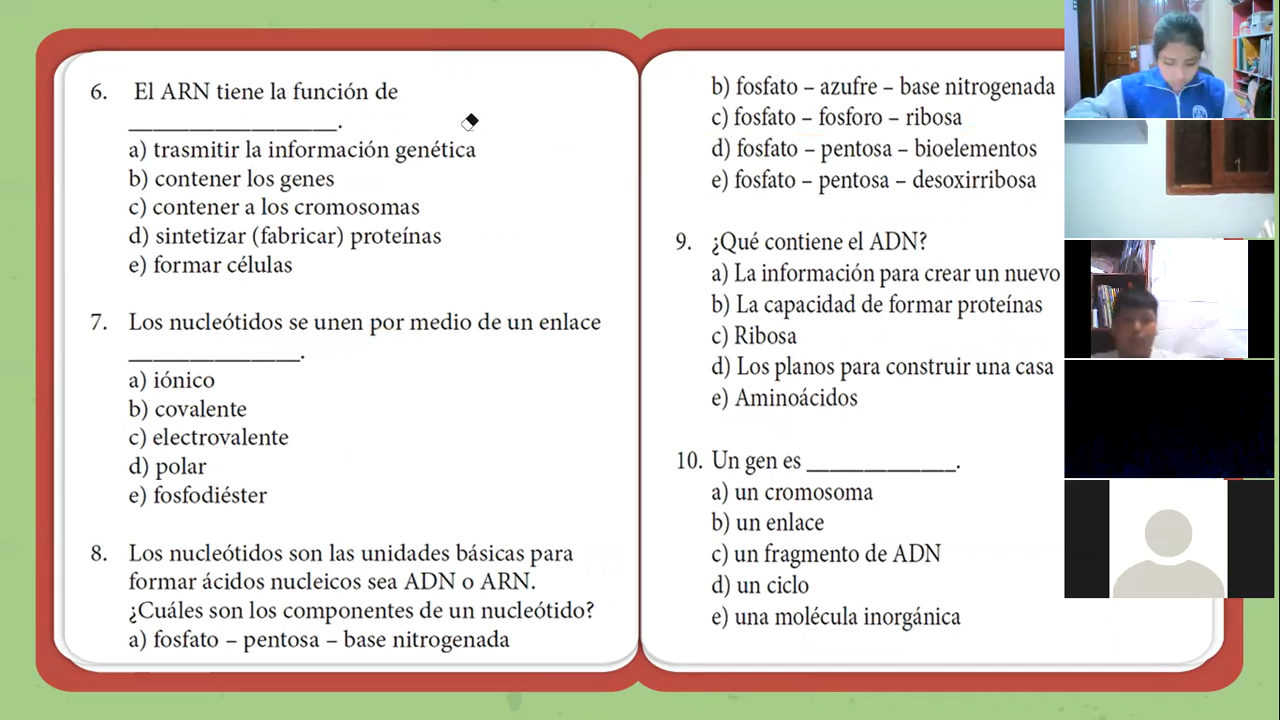 6. El ARN tiene la función de
_________________.
a) trasmitir la información genética
b) contener los genes
c) contener a los cromosomas
d) sintetizar (fabricar) proteínas
e) formar células
7. Los nucleótidos se unen por medio de un enlace
______________.
a) iónico
b) covalente
c) electrovalente
d) polar
e) fosfodiéster
8. Los nucleótidos son las unidades básicas para
formar ácidos nucleicos sea ADN o ARN.
¿Cuáles son los componentes de un nucleótido?
a) fosfato – pentosa – base nitrogenada
b) fosfato – azufre – base nitrogenada
c) fosfato – fosforo – ribosa
d) fosfato – pentosa – bioelementos
e) fosfato – pentosa – desoxirribosa
9. ¿Qué contiene el ADN?
a) La información para crear un nuevo
b) La capacidad de formar proteínas
c) Ribosa
d) Los planos para construir una casa
e) Aminoácidos
10. Un gen es _____________.
a) un cromosoma
b) un enlace
c) un fragmento de ADN
d) un ciclo
e) una molécula inorgánica